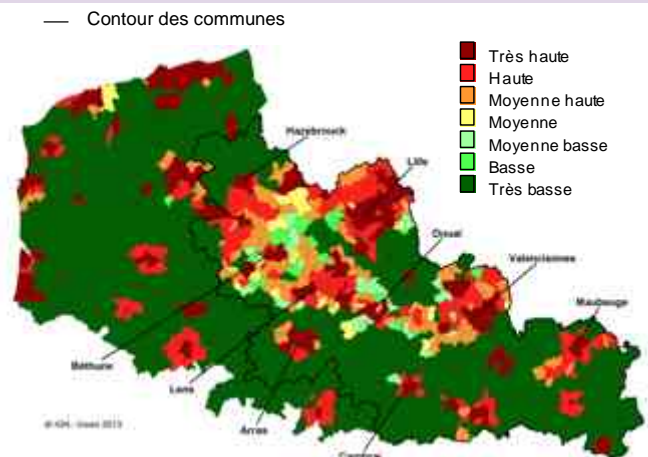 Contour des communes
Très haute
Haute
Moyenne haute
Moyenne
Moyenne basse
Basse
Très basse
Hazebrouck
Lille
Douai
Valenciennes
Maubeuge
Béthune
Lens
Arras
Cambrai